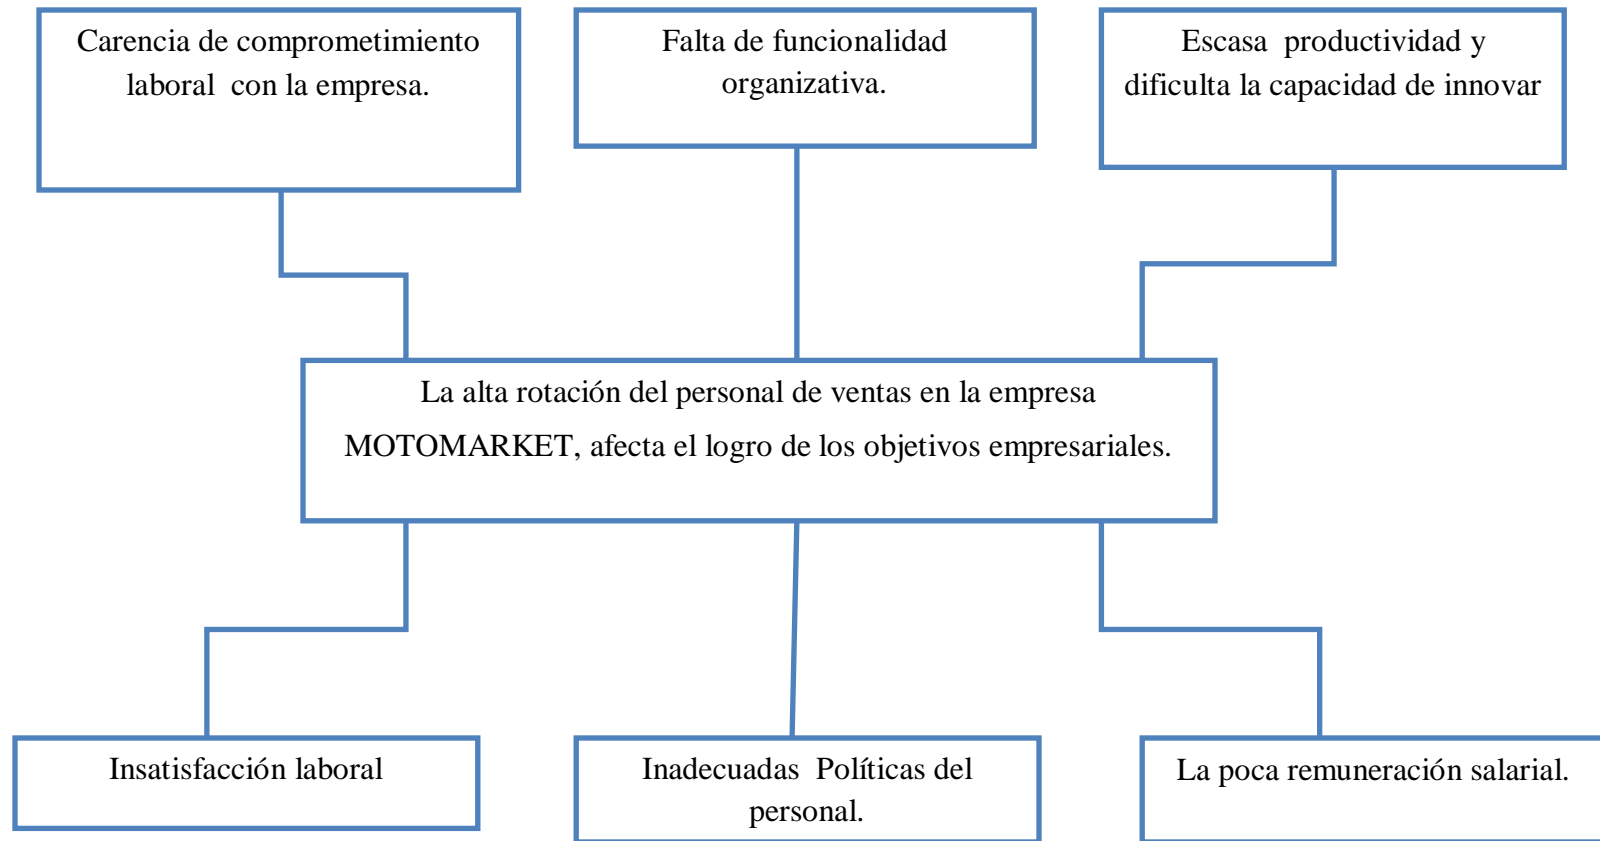 Carencia de comprometimiento
laboral  con la empresa.
Falta de funcionalidad
organizativa.
Escasa  productividad y
dificulta la capacidad de innovar
La alta rotación del personal de ventas en la empresa
MOTOMARKET, afecta el logro de los objetivos empresariales.
Insatisfacción laboral
Inadecuadas  Políticas del
personal.
La poca remuneración salarial.